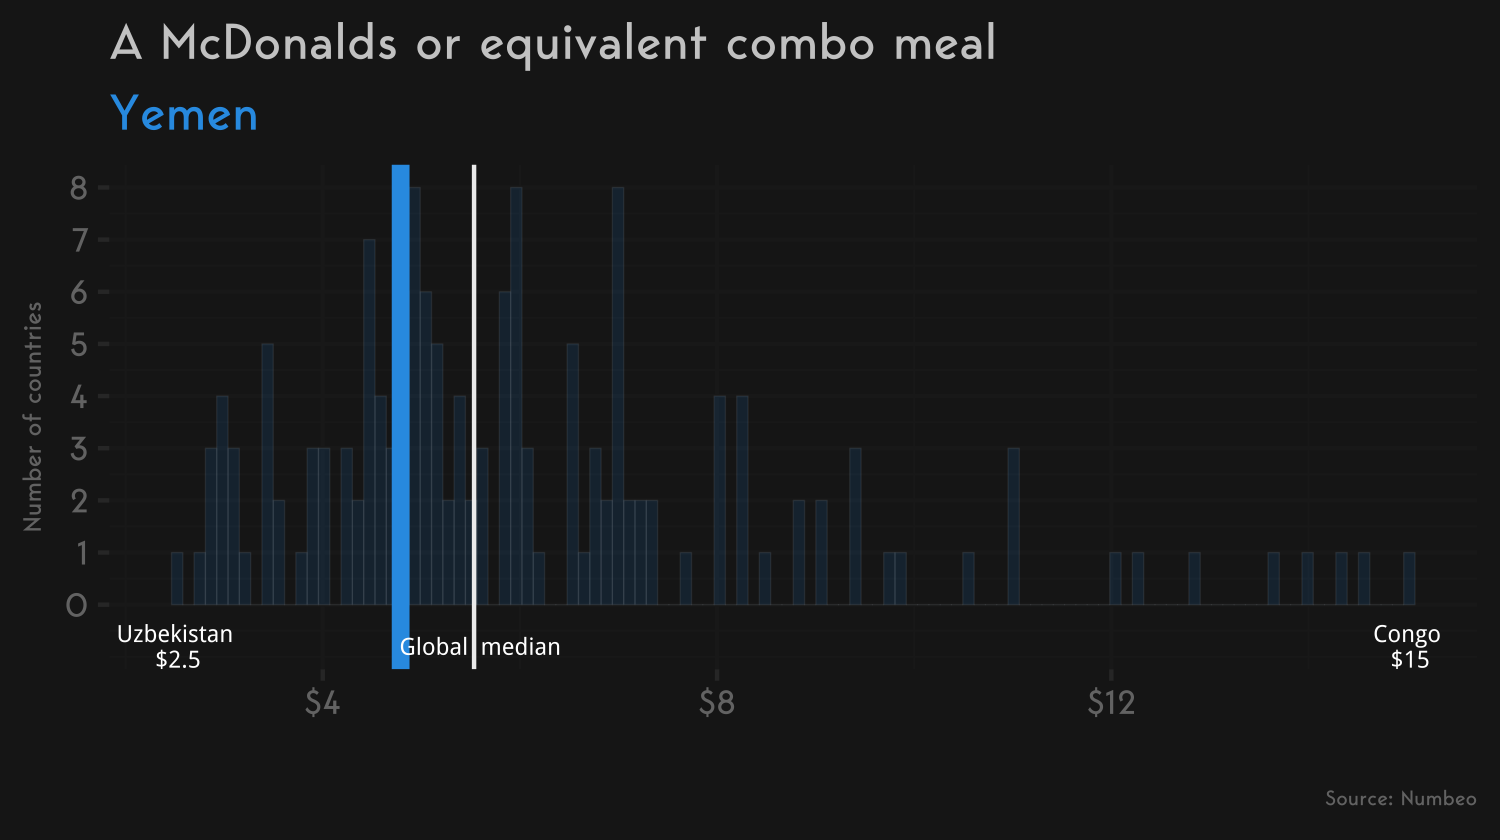 A McDonalds or equivalent combo meal
Yemen
Number of countries
8
7
6
5
4
3
2
1
0
Uzbekistan
$2.5
Global median
Congo
$15
$4 $8 $12
Source: Numbeo